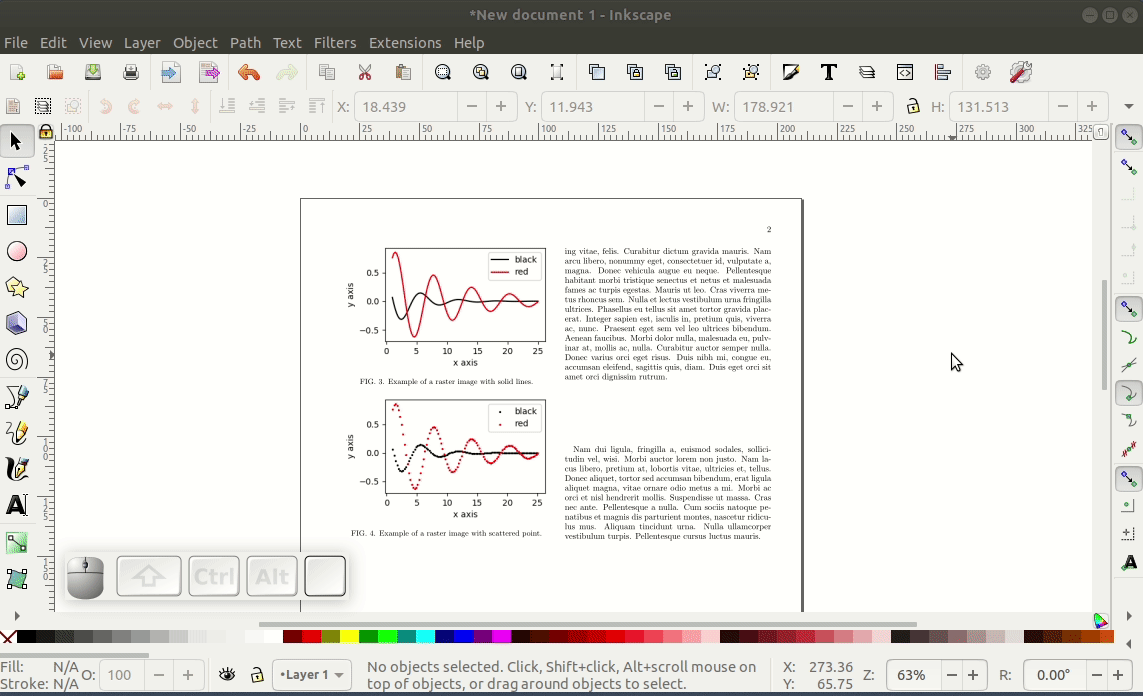 *New document 1 - Inkscape
File Edit View Layer Object Path Text Filters Extensions Help
X: 18.439 Y: 11.943 W: 178.921 H: 131.513
-100 -75 -50 -25 0 25 50 75 100 125 150 175 200 225 250 275 300 325
2
black
red
0.5
0.0
−0.5
y axis
0 5 10 15 20 25
x axis
FIG. 3. Example of a raster image with solid lines.
black
red
0.5
0.0
−0.5
y axis
0 5 10 15 20 25
x axis
FIG. 4. Example of a raster image with scattered point.
ing vitae, felis. Curabitur dictum gravida mauris. Nam
arcu libero, nonummy eget, consectetuer id, vulputate a,
magna. Donec vehicula augue eu neque. Pellentesque
habitant morbi tristique senectus et netus et malesuada
fames ac turpis egestas. Mauris ut leo. Cras viverra me-
tus rhoncus sem. Nulla et lectus vestibulum urna fringilla
ultrices. Phasellus eu tellus sit amet tortor gravida plac-
erat. Integer sapien est, iaculis in, pretium quis, viverra
ac, nunc. Praesent eget sem vel leo ultrices bibendum.
Aenean faucibus. Morbi dolor nulla, malesuada eu, pulv-
inar at, mollis ac, nulla. Curabitur auctor semper nulla.
Donec varius orci eget risus. Duis nibh mi, congue eu,
accumsan eleifend, sagittis quis, diam. Duis eget orci sit
amet orci dignissim rutrum.
Nam dui ligula, fringilla a, euismod sodales, sollici-
tudin vel, wisi. Morbi auctor lorem non justo. Nam la-
cus libero, pretium at, lobortis vitae, ultricies et, tellus.
Donec aliquet, tortor sed accumsan bibendum, erat ligula
aliquet magna, vitae ornare odio metus a mi. Morbi ac
orci et nisl hendrerit mollis. Suspendisse ut massa. Cras
nec ante. Pellentesque a nulla. Cum sociis natoque pe-
natibus et magnis dis parturient montes, nascetur ridicu-
lus mus. Aliquam tincidunt urna. Nulla ullamcorper
vestibulum turpis. Pellentesque cursus luctus mauris.
Ctrl Alt
Fill: N/A O: 100
Stroke: N/A
•Layer 1
No objects selected. Click, Shift+click, Alt+scroll mouse on
top of objects, or drag around objects to select.
X: 273.36
Y: 65.75
Z: 63% R: 0.00°